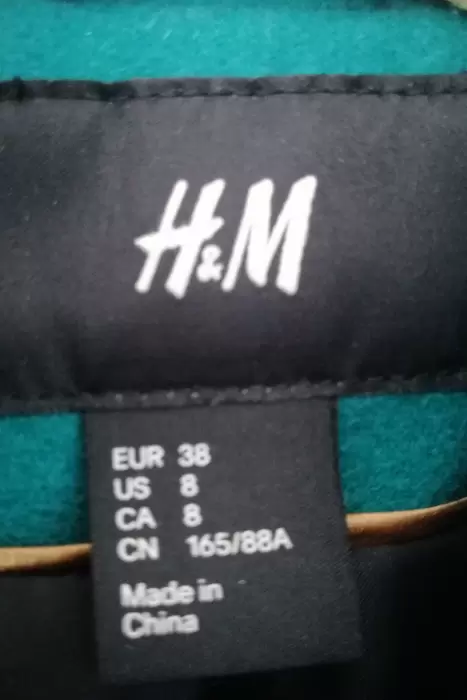 H&M
EUR 38
US 8
CA 8
CN 165/88A
Made in
China